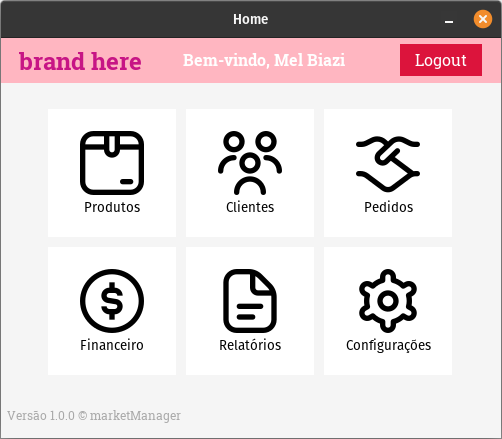 Home
brand here
Bem-vindo, Mel Biazi
Logout
Produtos
Clientes
Pedidos
$
Financeiro
Relatórios
Configurações
Versão 1.0.0 © marketManager